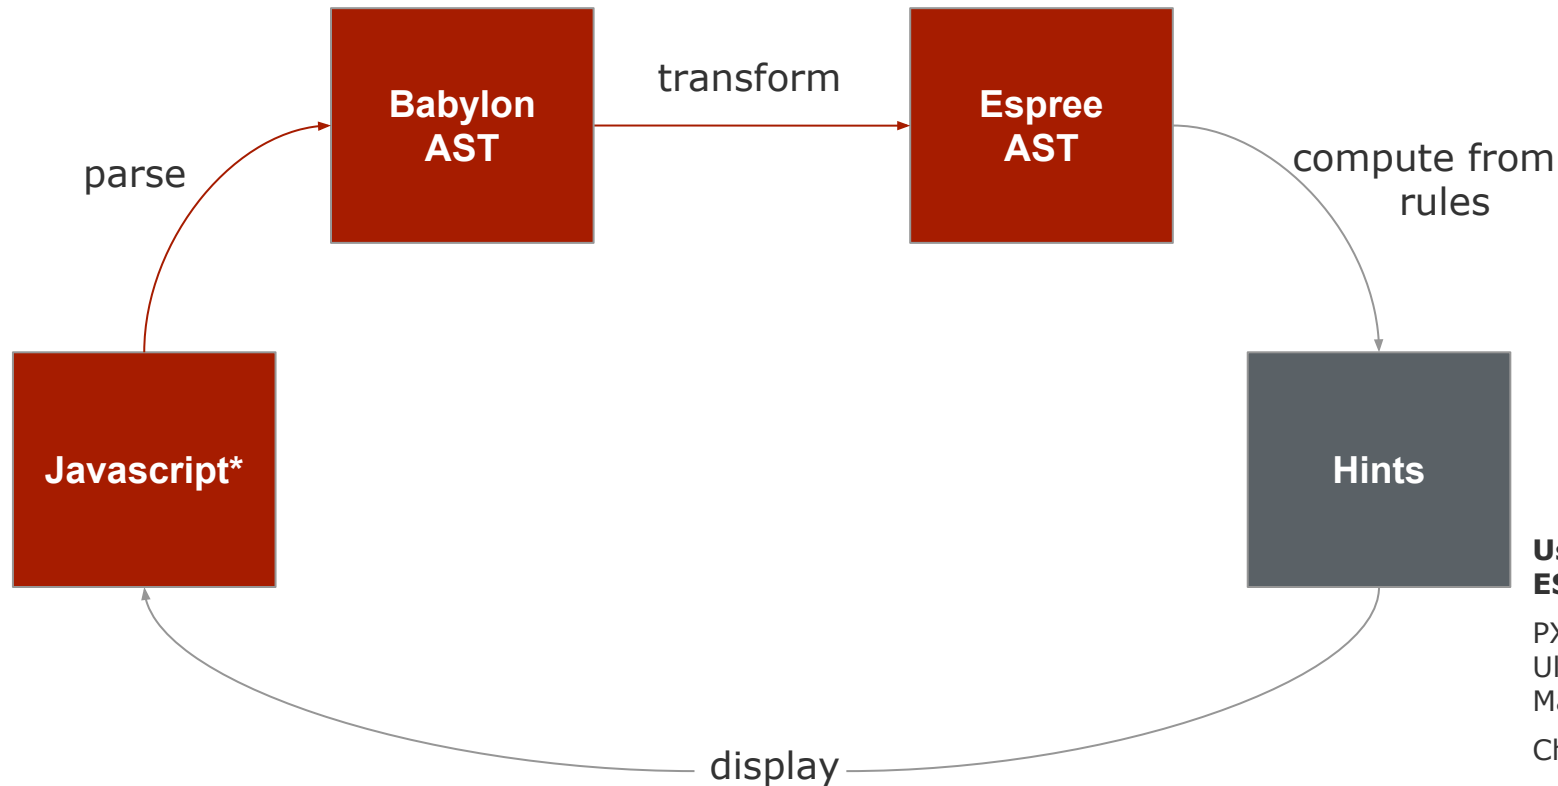 transform
Babylon
AST
Espree
AST
parse
compute from
rules
Javascript*
Hints
display